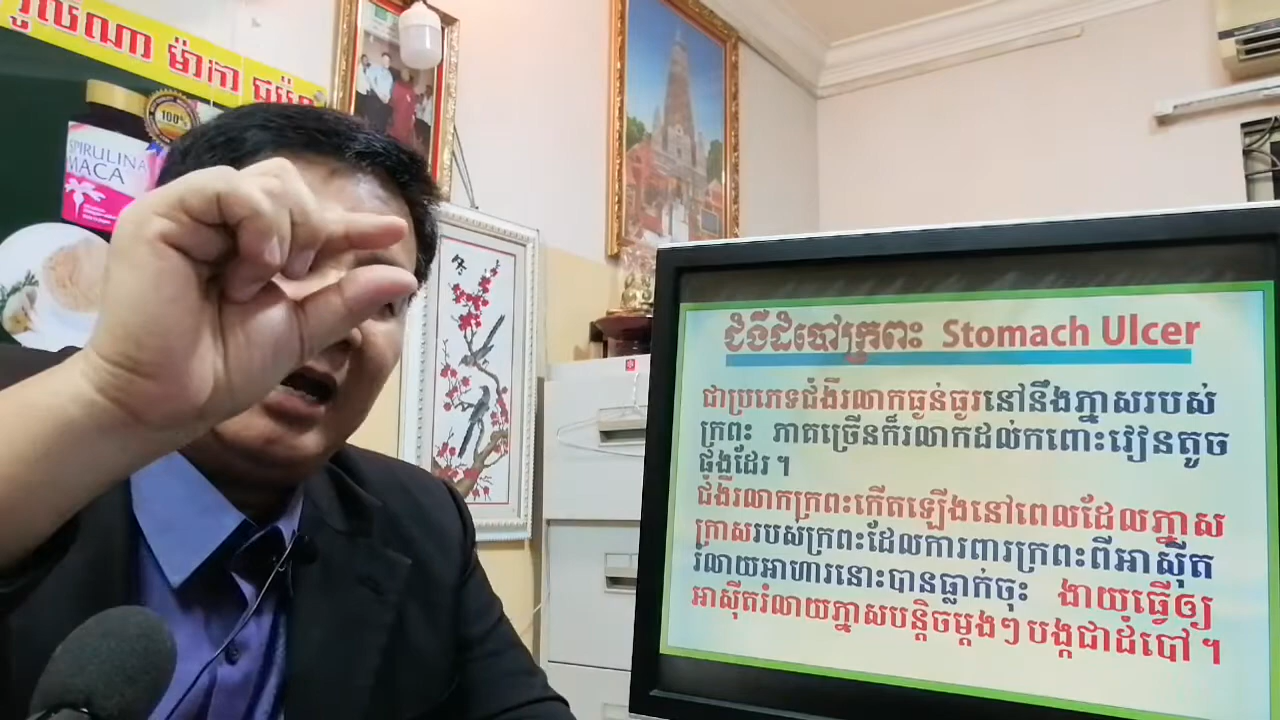 ម៉ាកា
100%
SPIRULINA
MACA
ជំងឺដំបៅក្រពះ Stomach Ulcer
ជាប្រភេទជំងឺរលាកធ្ងន់ធ្ងរនៅនឹងភ្នាសរបស់
ក្រពះ ភាគច្រើនក៏រលាកដល់កពោះវៀនតូច
ផងដែរ ។
ជំងឺរលាកក្រពះកើតឡើងនៅពេលដែលភ្នាស
ក្រាសរបស់ក្រពះដែលការពារក្រពះពីអាស៊ីត
រំលាយអាហារនោះបានធ្លាក់ចុះ ងាយធ្វើឲ្យ
អាស៊ីតរំលាយភ្នាសបន្តិចម្តងៗ បង្កជាដំបៅ ។